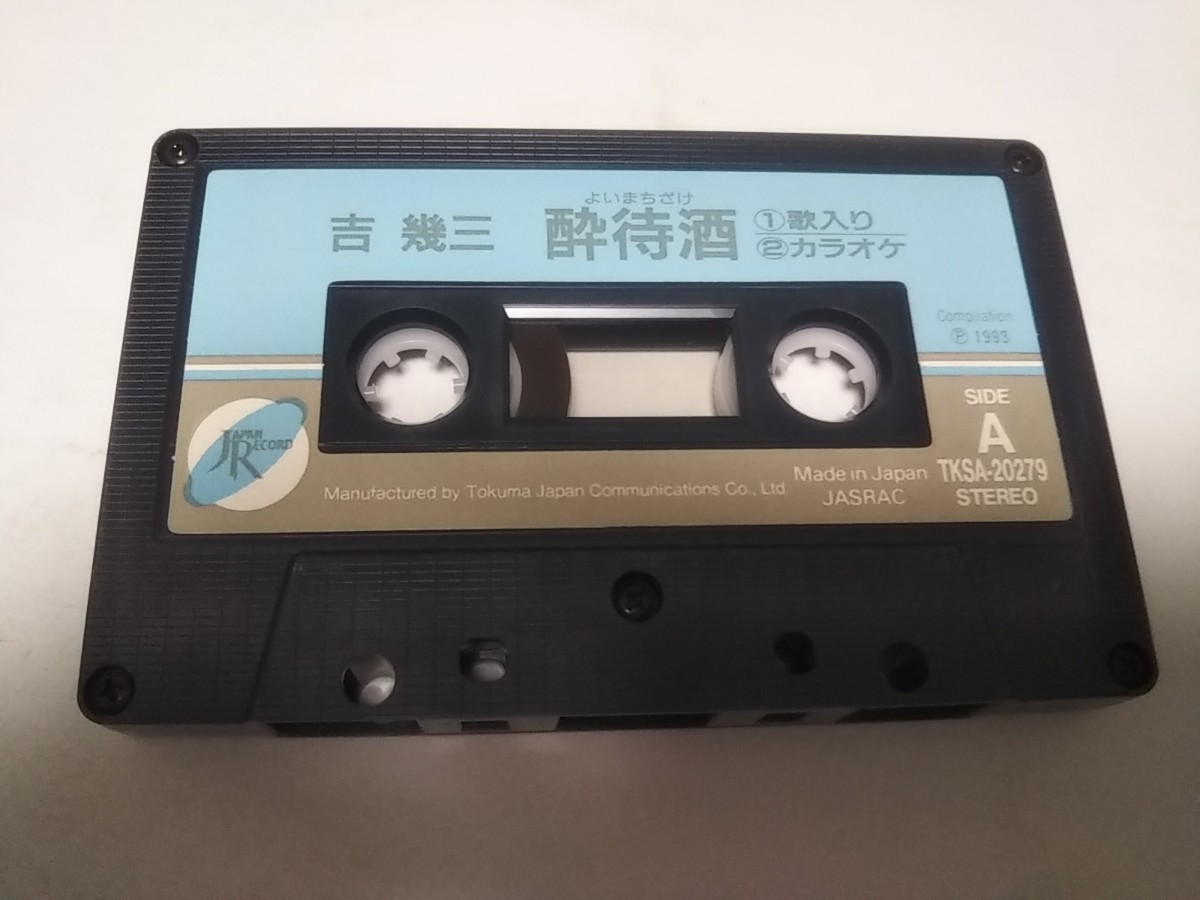 よいまちざけ
吉 幾三 酔待酒 ①歌入り
②カラオケ
Compilation
Ⓟ 1993
JAPAN
RECORD
SIDE
A
TKSA-20279
STEREO
Manufactured by Tokuma Japan Communications Co., Ltd.
Made in Japan
JASRAC